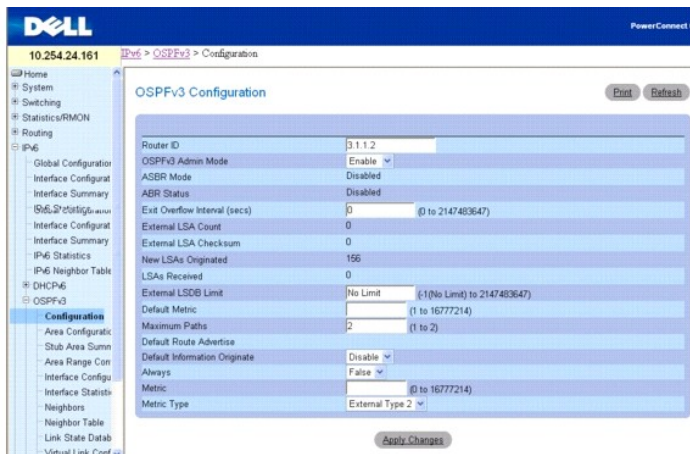 DELL
PowerConnect
10.254.24.161
IPv6 > OSPFv3 > Configuration
Home
System
Switching
Statistics/RMON
Routing
IPv6
Global Configuration
Interface Configurat
Interface Summary
Interface Configurat
Interface Summary
IPv6 Statistics
IPv6 Neighbor Table
DHCPv6
OSPFv3
Configuration
Area Configuratio
Stub Area Summ
Area Range Con
Interface Configu
Interface Statisti
Neighbors
Neighbor Table
Link State Datab
Virtual Link Conf
OSPFv3 Configuration
Print Refresh
Router ID 3.1.1.2
OSPFv3 Admin Mode Enable
ASBR Mode Disabled
ABR Status Disabled
Exit Overflow Interval (secs) 0 (0 to 2147483647)
External LSA Count 0
External LSA Checksum 0
New LSAs Originated 156
LSAs Received 0
External LSDB Limit No Limit (-1(No Limit) to 2147483647)
Default Metric (1 to 16777214)
Maximum Paths 2 (1 to 2)
Default Route Advertise
Default Information Originate Disable
Always False
Metric (0 to 16777214)
Metric Type External Type 2
Apply Changes